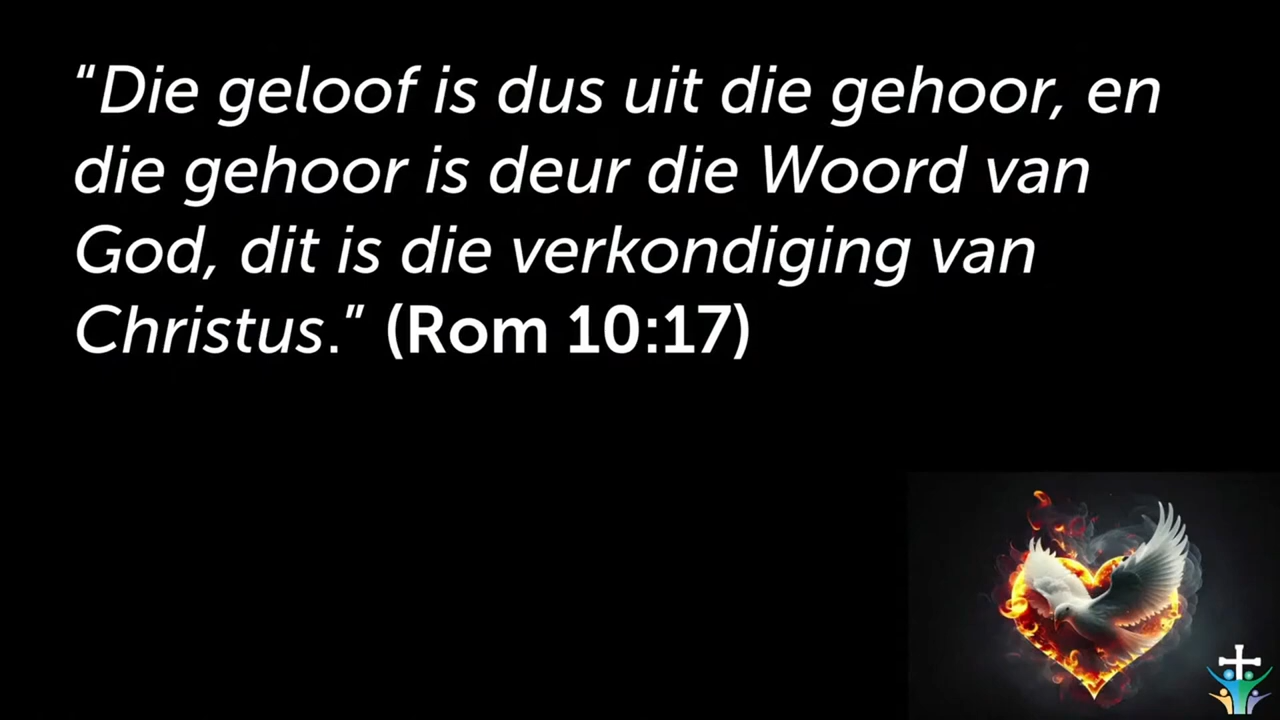 “Die geloof is dus uit die gehoor, en
die gehoor is deur die Woord van
God, dit is die verkondiging van
Christus.” (Rom 10:17)